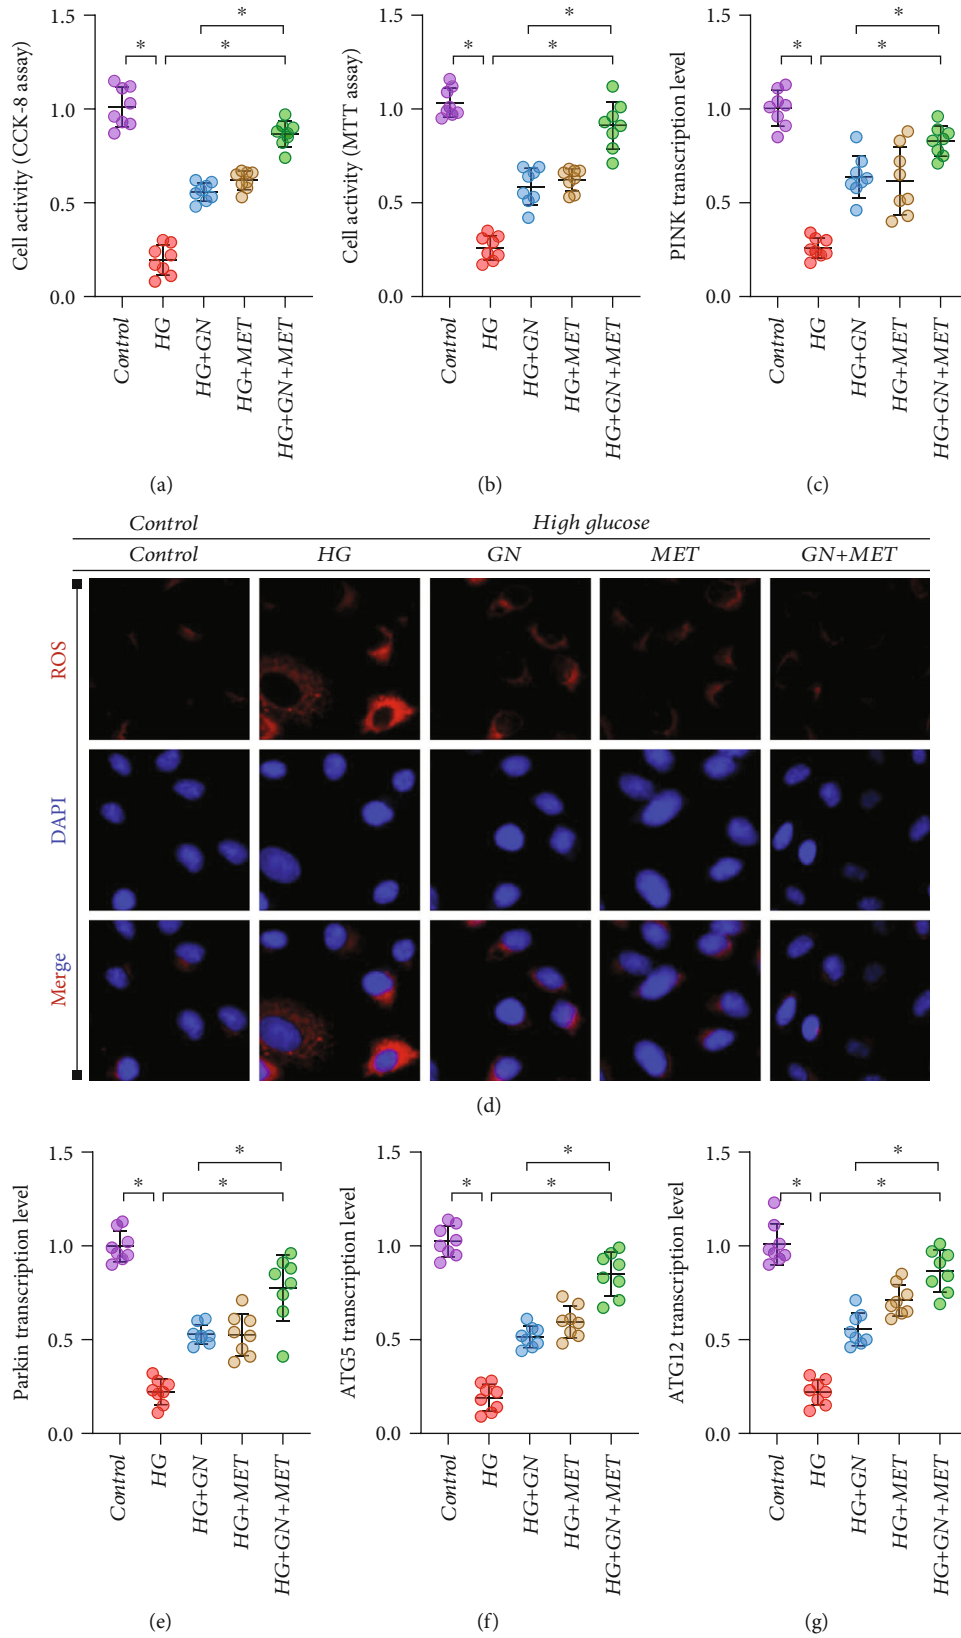 Cell activity (CCK-8 assay)
1.5
1.0
0.5
0.0
*
*
*
Control
HG
HG+GN
HG+MET
HG+GN+MET
(a)
Cell activity (MTT assay)
1.5
1.0
0.5
0.0
*
*
*
Control
HG
HG+GN
HG+MET
HG+GN+MET
(b)
PINK transcription level
1.5
1.0
0.5
0.0
*
*
*
Control
HG
HG+GN
HG+MET
HG+GN+MET
(c)
Control
High glucose
Control
HG
GN
MET
GN+MET
ROS
DAPI
Merge
(d)
Parkin transcription level
1.5
1.0
0.5
0.0
*
*
*
Control
HG
HG+GN
HG+MET
HG+GN+MET
(e)
ATG5 transcription level
1.5
1.0
0.5
0.0
*
*
*
Control
HG
HG+GN
HG+MET
HG+GN+MET
(f)
ATG12 transcription level
1.5
1.0
0.5
0.0
*
*
*
Control
HG
HG+GN
HG+MET
HG+GN+MET
(g)